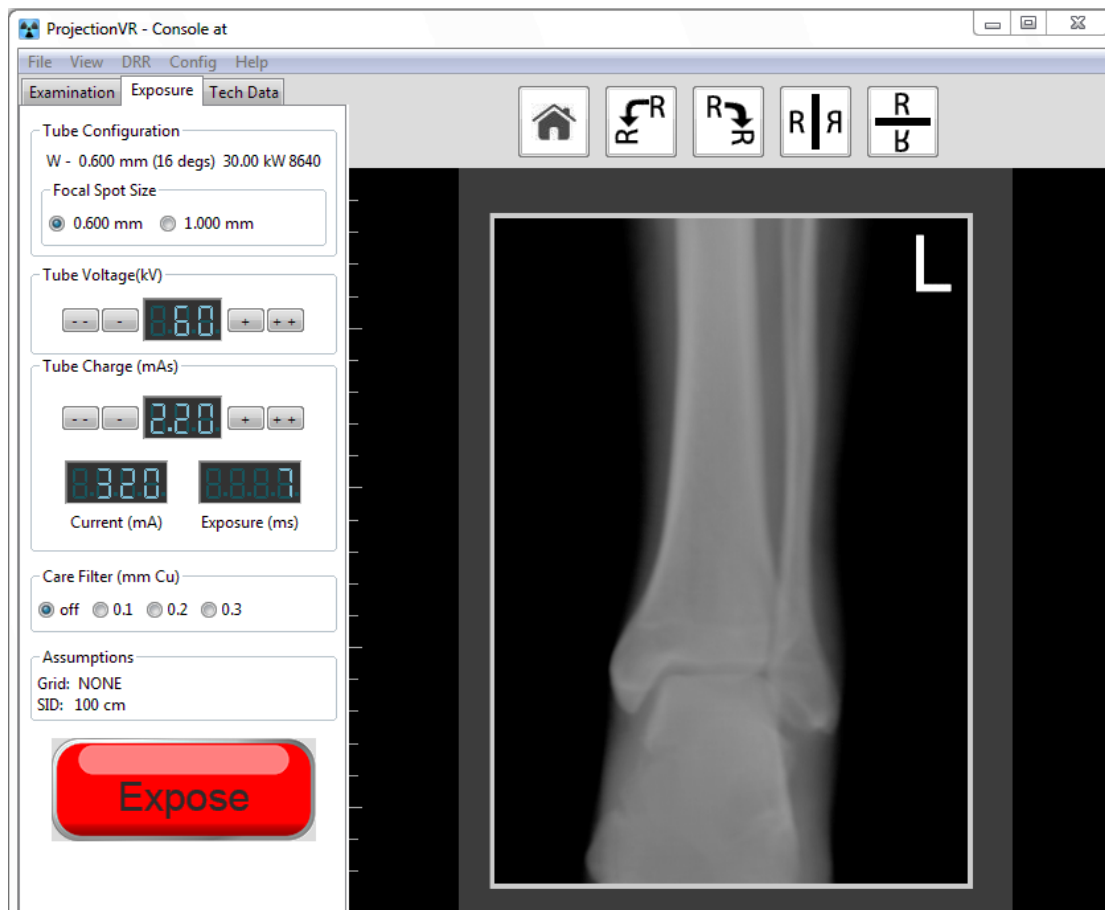 ProjectionVR - Console at
File View DRR Config Help
Examination Exposure Tech Data
R R R R R Я R R
Tube Configuration
W - 0.600 mm (16 degs) 30.00 kW 8640
Focal Spot Size
0.600 mm 1.000 mm
Tube Voltage(kV)
-- - 60 + ++
Tube Charge (mAs)
-- - 2.20 + ++
320 7
Current (mA) Exposure (ms)
Care Filter (mm Cu)
off 0.1 0.2 0.3
Assumptions
Grid: NONE
SID: 100 cm
Expose
L